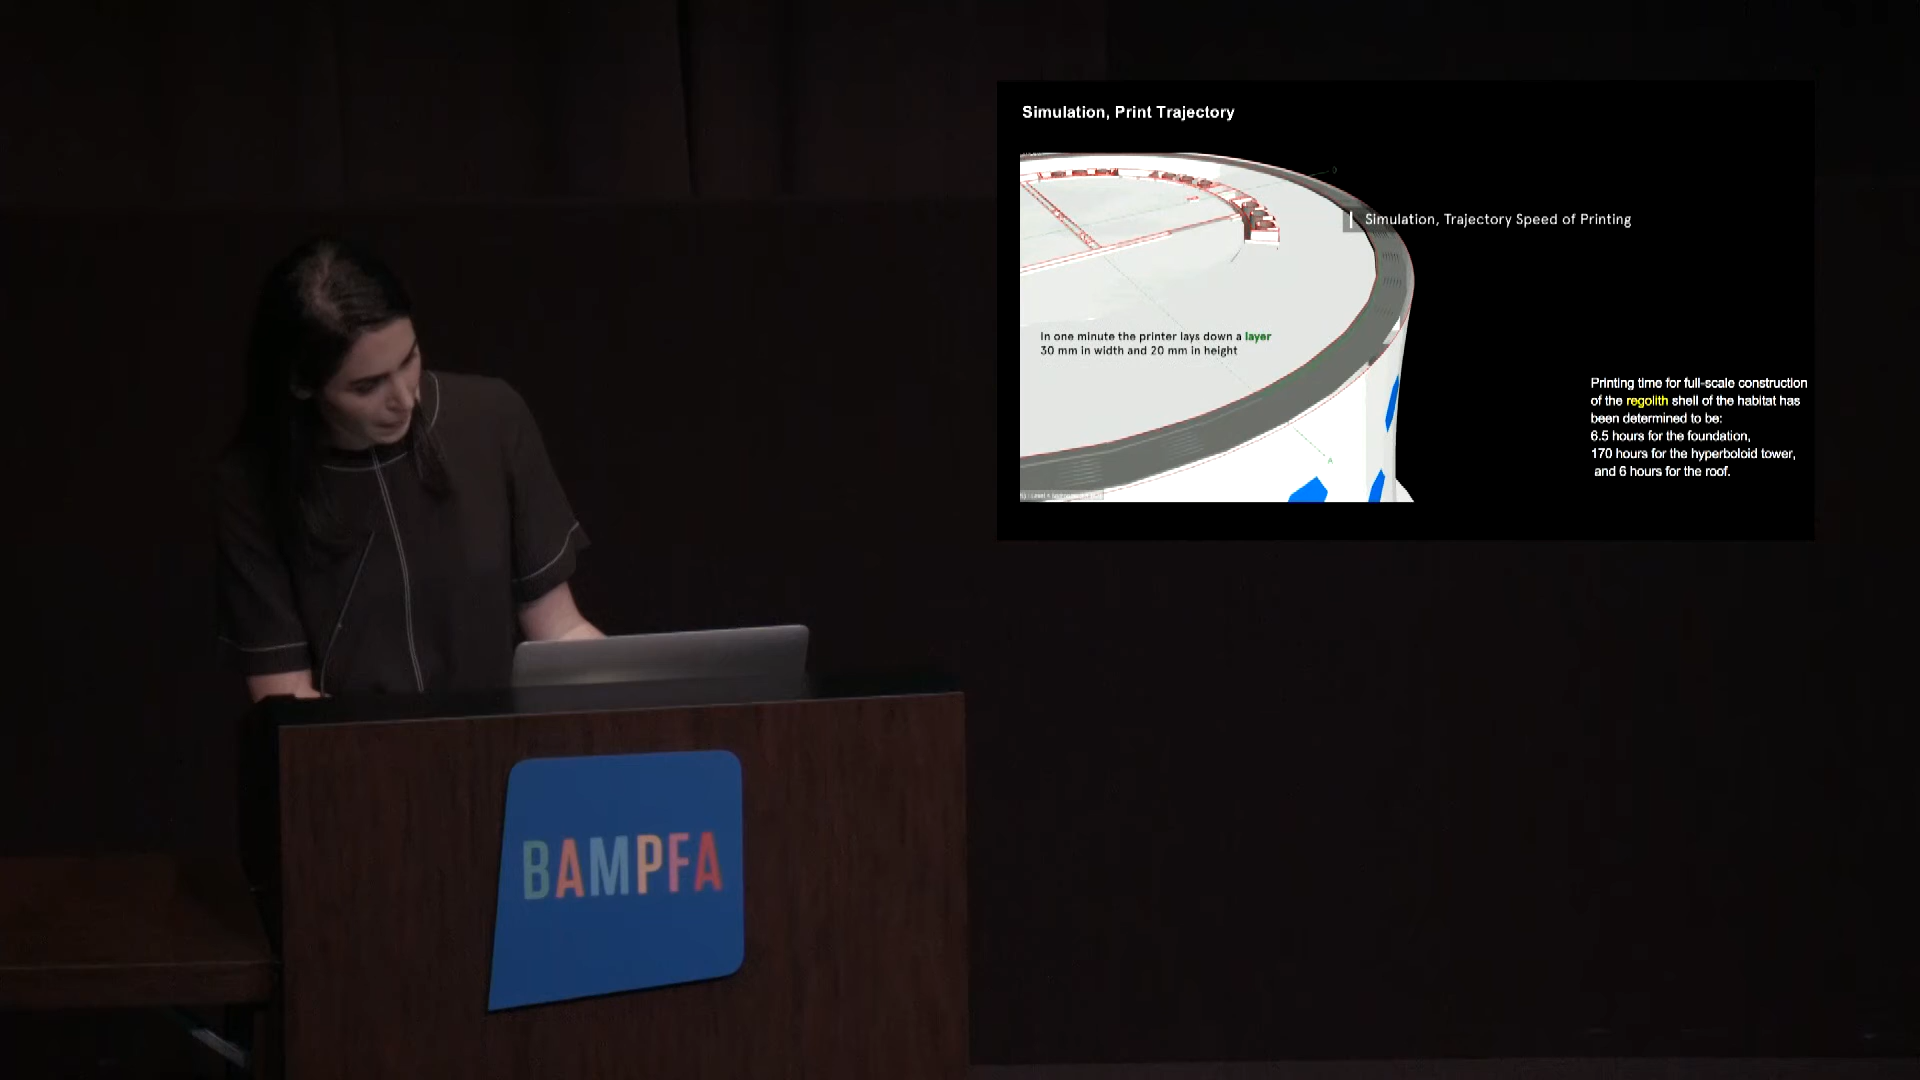 Simulation, Print Trajectory
Simulation, Trajectory Speed of Printing
In one minute the printer lays down a layer
30 mm in width and 20 mm in height
Printing time for full-scale construction
of the regolith shell of the habitat has
been determined to be:
6.5 hours for the foundation,
170 hours for the hyperboloid tower,
and 6 hours for the roof.
BAMPFA